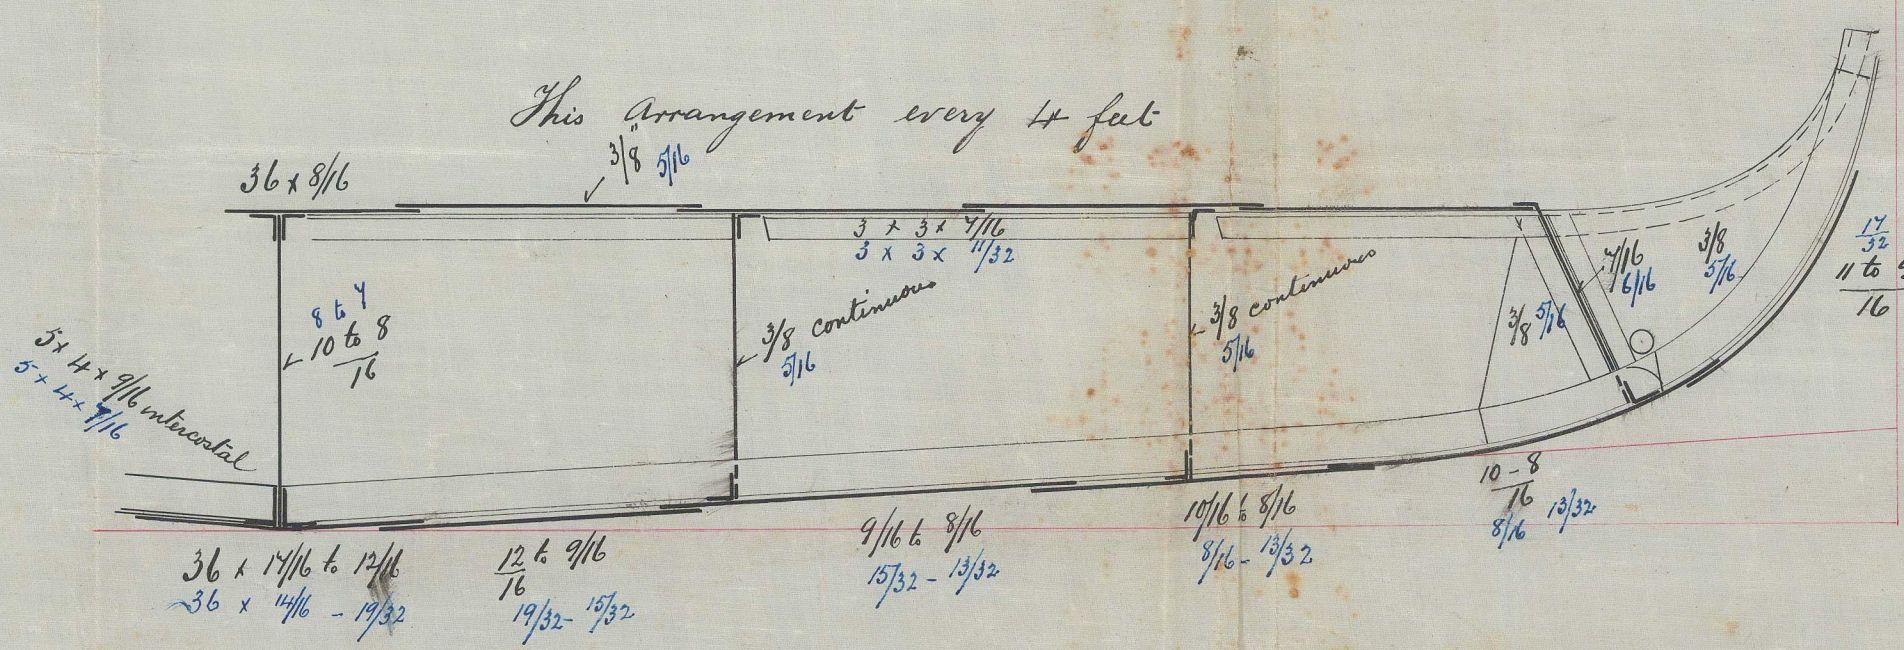 This Arrangement every 4 feet
36 x 8/16
3/8" 5/16
3 x 3 x 7/16
3 x 3 x 11/32
8 to 7
10 to 8
16
3/8 continuous
5/16
3/8 continuous
5/16
3/8 5/16
7/16
6/16
3/8
5/16
17
32
11 to
16
5 x 4 x 9/16 intercostal
5 x 4 x 7/16
36 x 17/16 to 12/16
36 x 14/16 - 19/32
12 to 9/16
16
19/32 - 15/32
9/16 to 8/16
15/32 - 13/32
10/16 to 8/16
8/16 - 13/32
10 - 8
16
8/16 13/32